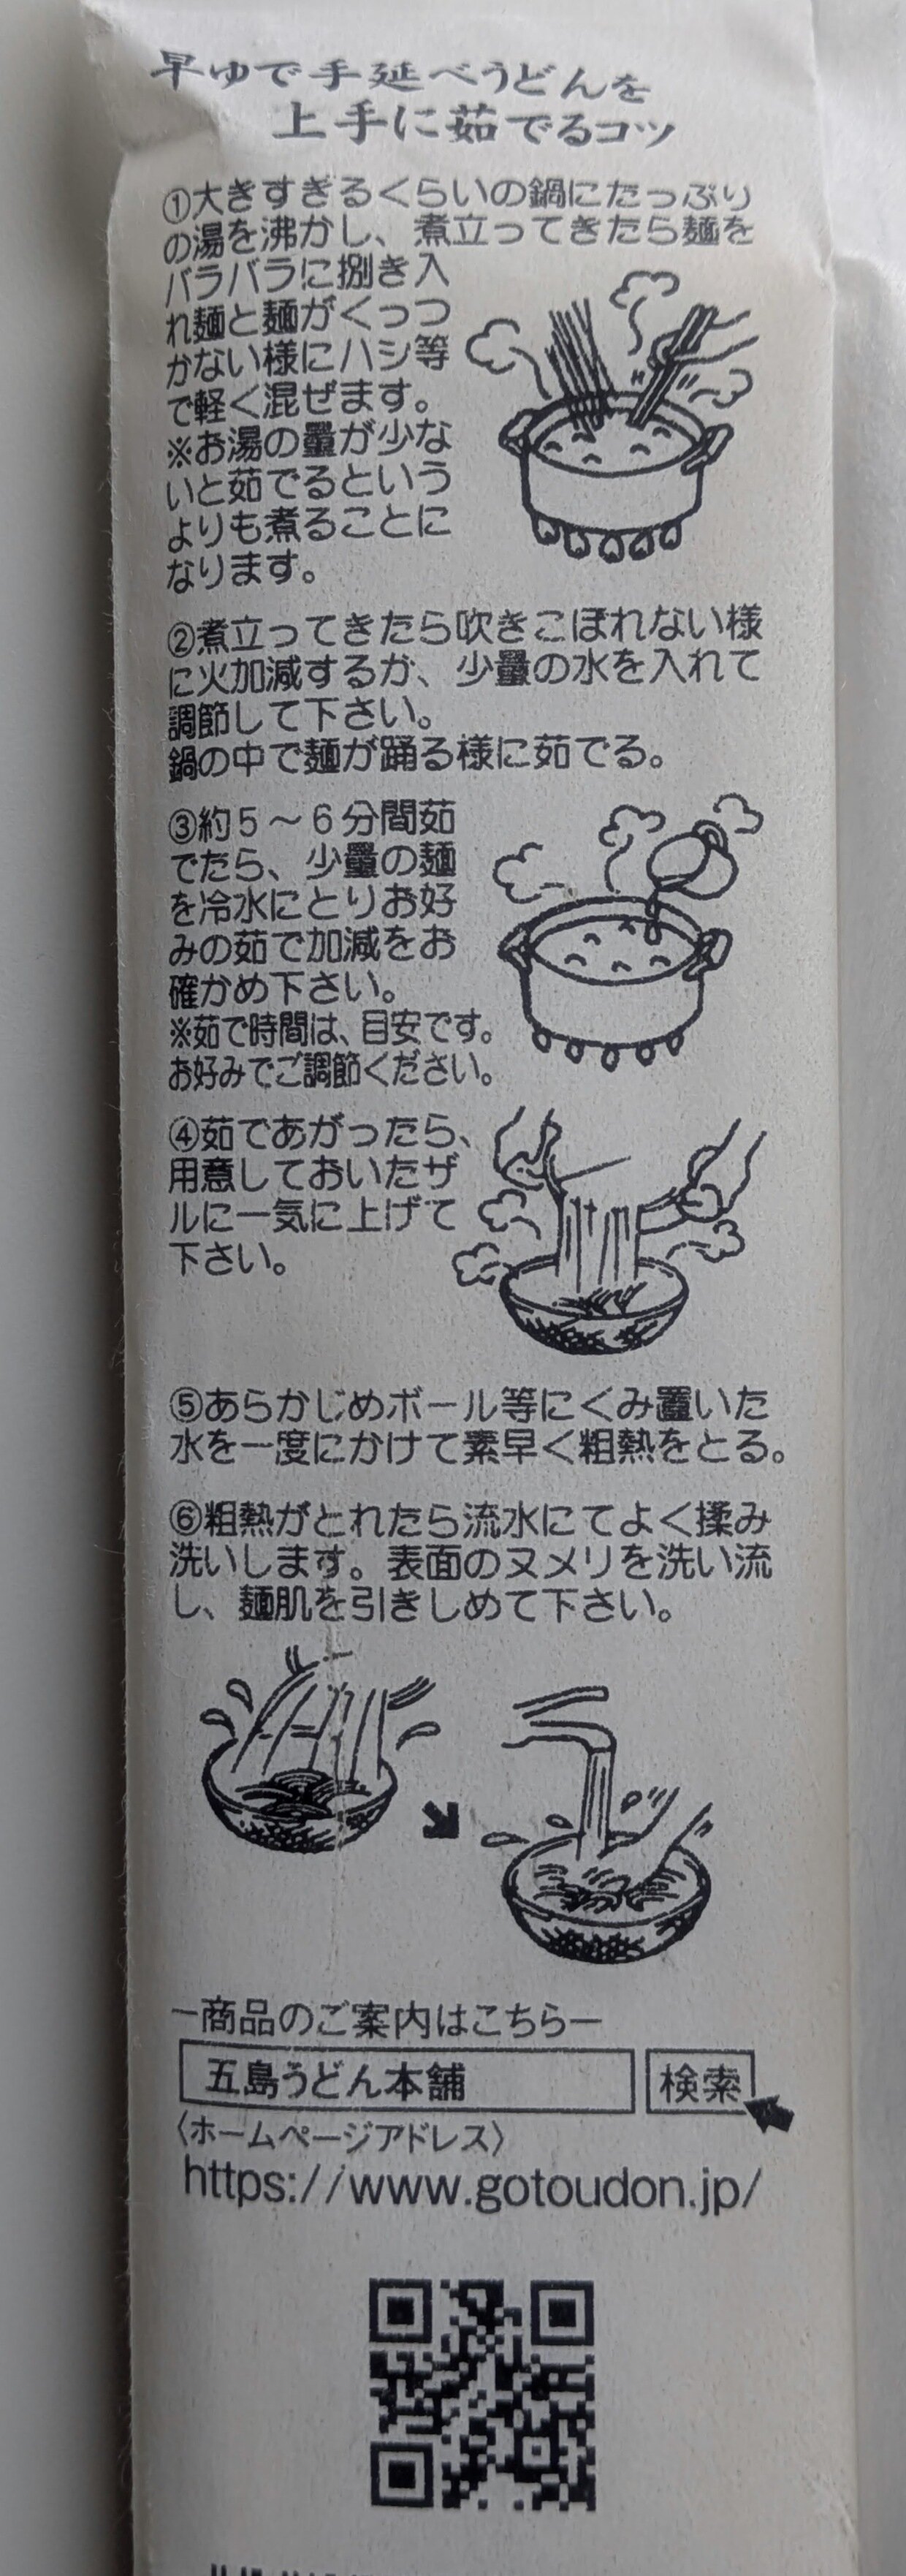 早ゆで手延べうどんを
上手に茹でるコツ
①大きすぎるくらいの鍋にたっぷり
の湯を沸かし、煮立ってきたら麺を
バラバラに捌き入
れ麺と麺がくっつ
かない様にハシ等
で軽く混ぜます。
※お湯の量が少な
いと茹でるという
よりも煮ることに
なります。
②煮立ってきたら吹きこぼれない様
に火加減するか、少量の水を入れて
調節して下さい。
鍋の中で麺が踊る様に茹でる。
③約5〜6分間茹
でたら、少量の麺
を冷水にとりお好
みの茹で加減をお
確かめ下さい。
※茹で時間は、目安です。
お好みでご調節ください。
④茹であがったら、
用意しておいたザ
ルに一気に上げて
下さい。
⑤あらかじめボール等にくみ置いた
水を一度にかけて素早く粗熱をとる。
⑥粗熱がとれたら流水にてよく揉み
洗いします。表面のヌメリを洗い流
し、麺肌を引きしめて下さい。
ー商品のご案内はこちらー
五島うどん本舗 検索
〈ホームページアドレス〉
https://www.gotoudon.jp/